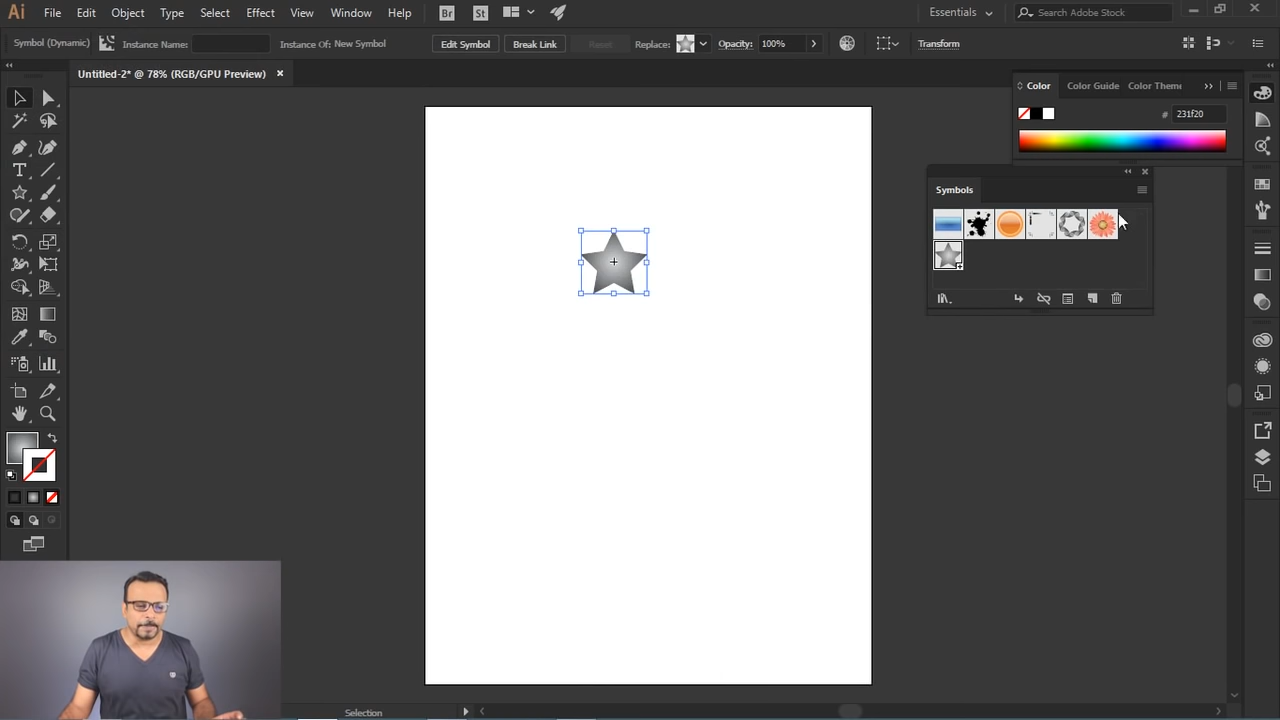 Ai File Edit Object Type Select Effect View Window Help Br St Essentials Search Adobe Stock
Symbol (Dynamic) Instance Name: Instance Of: New Symbol Edit Symbol Break Link Reset Replace: Opacity: 100% Transform
Untitled-2* @ 78% (RGB/GPU Preview)
Color Color Guide Color Theme
# 231f20
Symbols
Selection